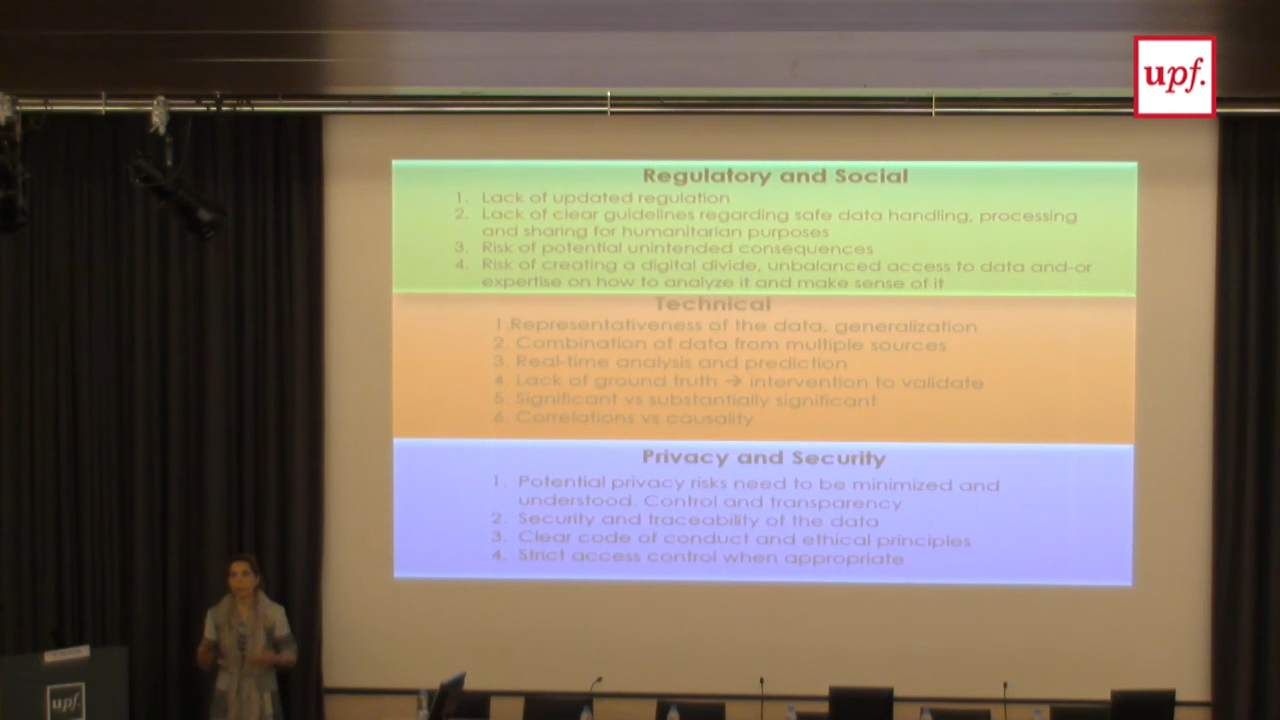 upf.
Regulatory and Social
1. Lack of updated regulation
2. Lack of clear guidelines regarding safe data handling, processing
and sharing for humanitarian purposes
3. Risk of potential unintended consequences
4. Risk of creating a digital divide, unbalanced access to data and-or
expertise on how to analyze it and make sense of it
Technical
1.Representativeness of the data, generalization
2. Combination of data from multiple sources
3. Real-time analysis and prediction
4. Lack of ground truth → intervention to validate
5. Significant vs substantially significant
6. Correlations vs causality
Privacy and Security
1. Potential privacy risks need to be minimized and
understood. Control and transparency
2. Security and traceability of the data
3. Clear code of conduct and ethical principles
4. Strict access control when appropriate
upf.